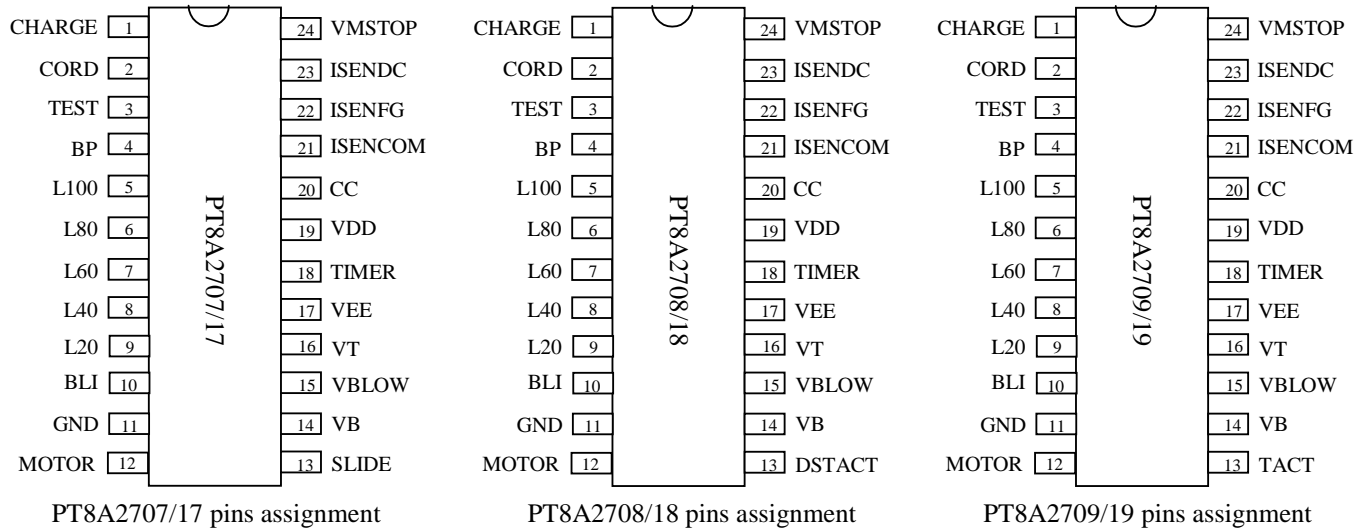 CHARGE 1 24 VMSTOP
CORD 2 23 ISENDC
TEST 3 22 ISENFG
BP 4 21 ISENCOM
L100 5 20 CC
L80 6 19 VDD
L60 7 18 TIMER
L40 8 17 VEE
L20 9 16 VT
BLI 10 15 VBLOW
GND 11 14 VB
MOTOR 12 13 SLIDE
PT8A2707/17
PT8A2707/17 pins assignment
CHARGE 1 24 VMSTOP
CORD 2 23 ISENDC
TEST 3 22 ISENFG
BP 4 21 ISENCOM
L100 5 20 CC
L80 6 19 VDD
L60 7 18 TIMER
L40 8 17 VEE
L20 9 16 VT
BLI 10 15 VBLOW
GND 11 14 VB
MOTOR 12 13 DSTACT
PT8A2708/18
PT8A2708/18 pins assignment
CHARGE 1 24 VMSTOP
CORD 2 23 ISENDC
TEST 3 22 ISENFG
BP 4 21 ISENCOM
L100 5 20 CC
L80 6 19 VDD
L60 7 18 TIMER
L40 8 17 VEE
L20 9 16 VT
BLI 10 15 VBLOW
GND 11 14 VB
MOTOR 12 13 TACT
PT8A2709/19
PT8A2709/19 pins assignment